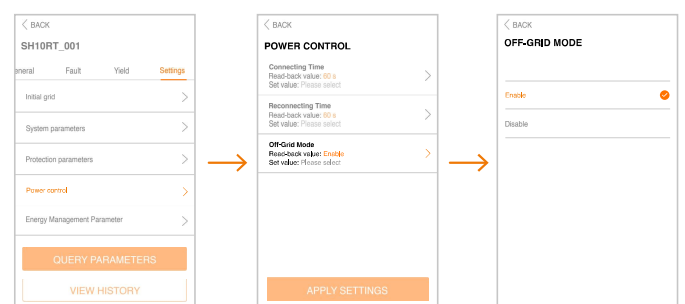 BACK
SH10RT_001
eneral Fault Yield Settings
Initial grid
System parameters
Protection parameters
Power control
Energy Management Parameter
QUERY PARAMETERS
VIEW HISTORY
BACK
POWER CONTROL
Connecting Time
Read-back value: 60 s
Set value: Please select
Reconnecting Time
Read-back value: 60 s
Set value: Please select
Off-Grid Mode
Read-back value: Enable
Set value: Please select
APPLY SETTINGS
BACK
OFF-GRID MODE
Enable
Disable